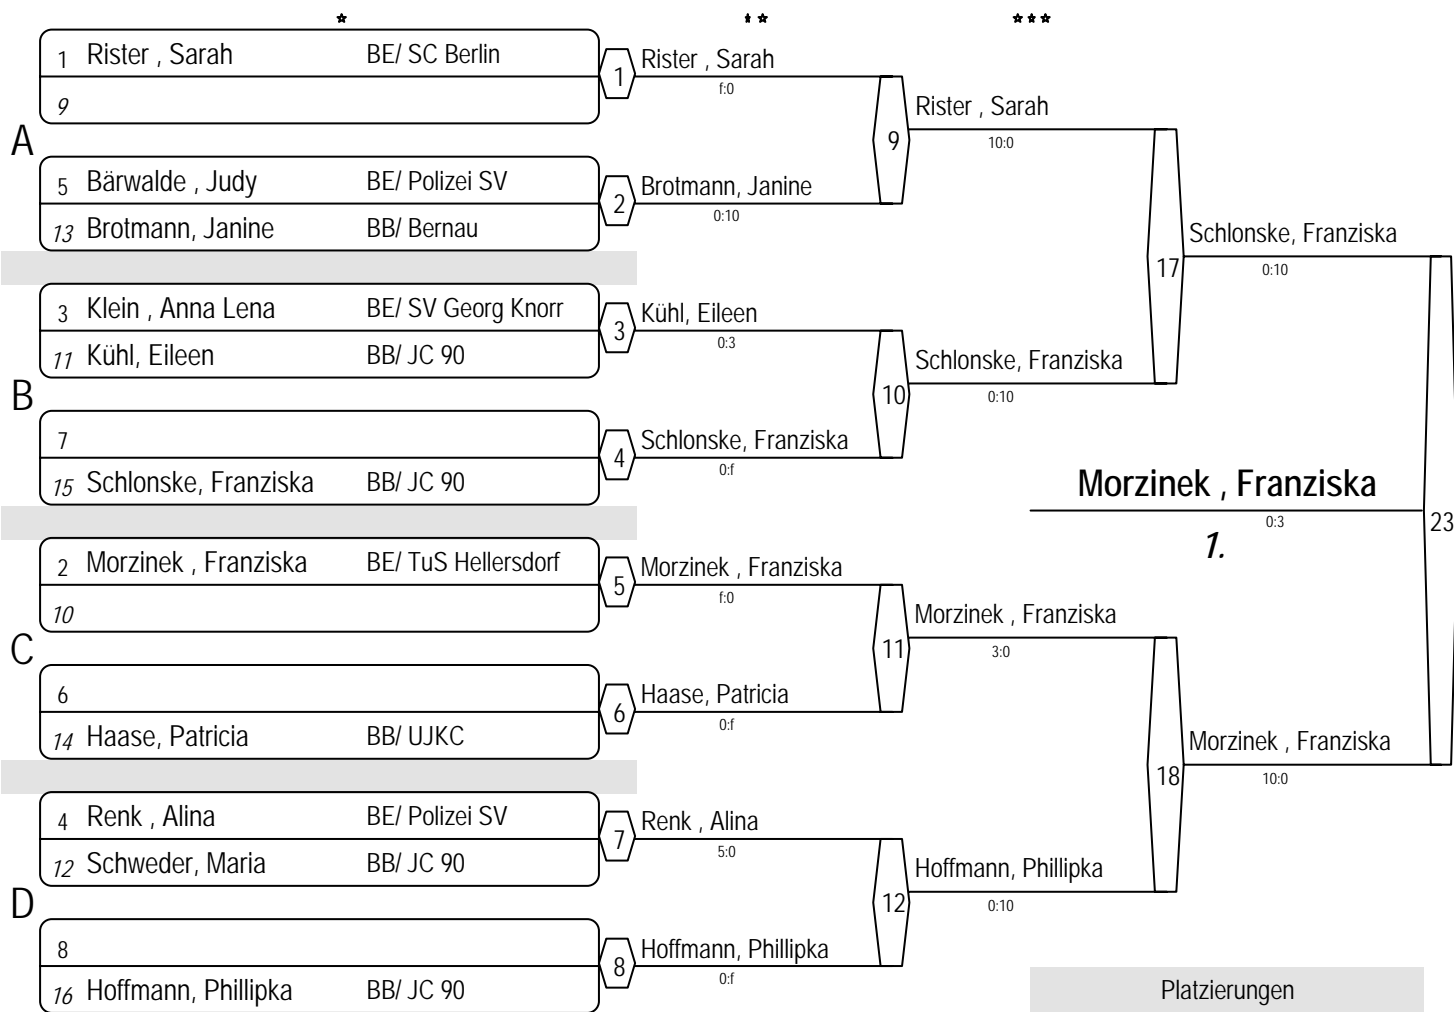 * ** ***
1 Rister , Sarah BE/ SC Berlin
9
1
Rister , Sarah
f:0
A
5 Bärwalde , Judy BE/ Polizei SV
13 Brotmann, Janine BB/ Bernau
2
Brotmann, Janine
0:10
9
Rister , Sarah
10:0
3 Klein , Anna Lena BE/ SV Georg Knorr
11 Kühl, Eileen BB/ JC 90
3
Kühl, Eileen
0:3
B
7
15 Schlonske, Franziska BB/ JC 90
4
Schlonske, Franziska
0:f
10
Schlonske, Franziska
0:10
17
Schlonske, Franziska
0:10
2 Morzinek , Franziska BE/ TuS Hellersdorf
10
5
Morzinek , Franziska
f:0
C
6
14 Haase, Patricia BB/ UJKC
6
Haase, Patricia
0:f
11
Morzinek , Franziska
3:0
4 Renk , Alina BE/ Polizei SV
12 Schweder, Maria BB/ JC 90
7
Renk , Alina
5:0
D
8
16 Hoffmann, Phillipka BB/ JC 90
8
Hoffmann, Phillipka
0:f
12
Hoffmann, Phillipka
0:10
18
Morzinek , Franziska
10:0
Morzinek , Franziska
0:3
1.
23
Platzierungen